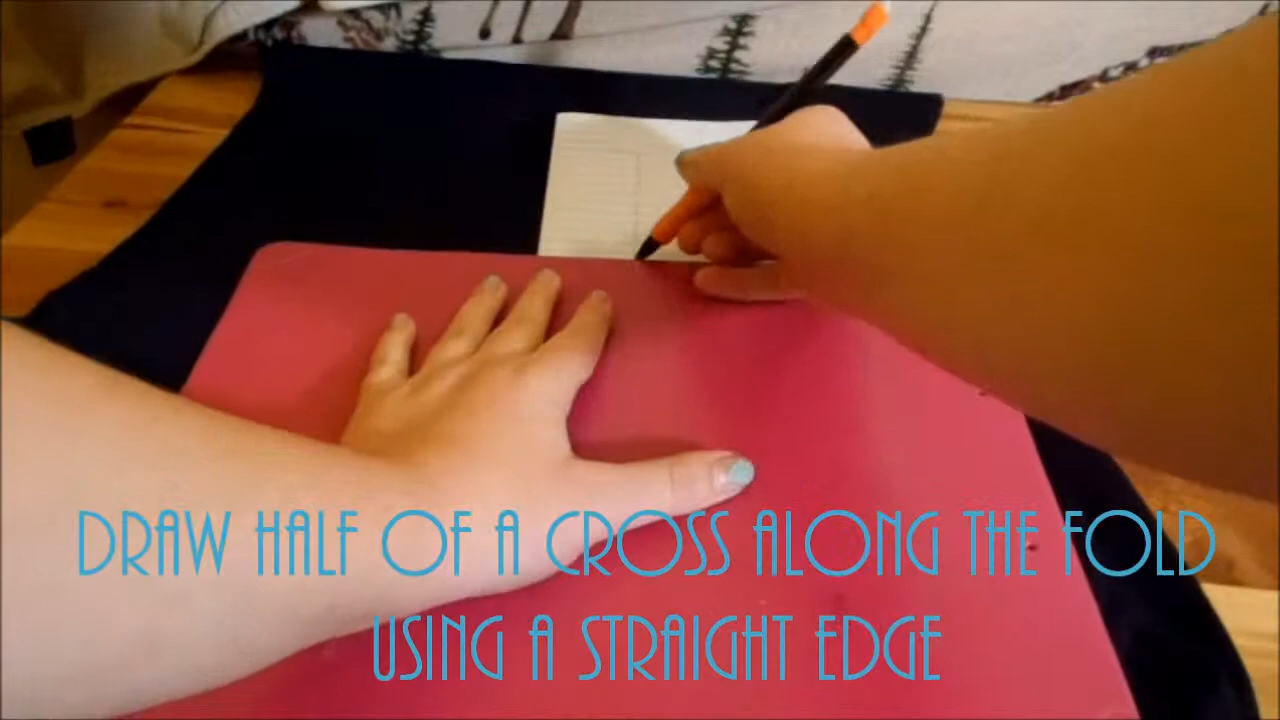 DRAW HALF OF A CROSS ALONG THE FOLD
USING A STRAIGHT EDGE